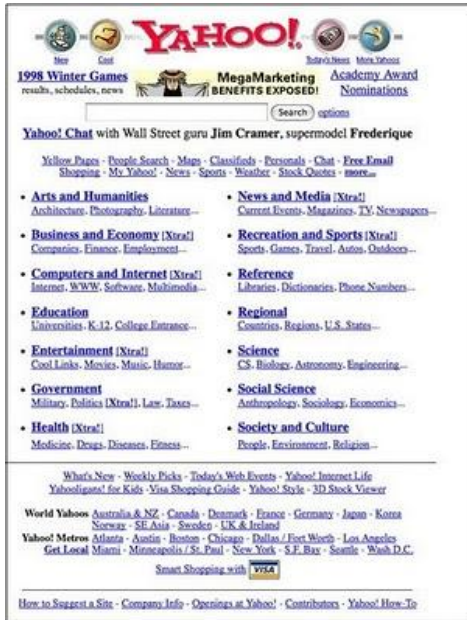 YAHOO!
New Cool Today's News More Yahoos
1998 Winter Games
results, schedules, news
MegaMarketing
BENEFITS EXPOSED!
Academy Award
Nominations
Search options
Yahoo! Chat with Wall Street guru Jim Cramer, supermodel Frederique
Yellow Pages - People Search - Maps - Classifieds - Personals - Chat - Free Email
Shopping - My Yahoo! - News - Sports - Weather - Stock Quotes - more...
• Arts and Humanities
Architecture, Photography, Literature...
• Business and Economy [Xtra!]
Companies, Finance, Employment...
• Computers and Internet [Xtra!]
Internet, WWW, Software, Multimedia...
• Education
Universities, K-12, College Entrance...
• Entertainment [Xtra!]
Cool Links, Movies, Music, Humor...
• Government
Military, Politics [Xtra!], Law, Taxes...
• Health [Xtra!]
Medicine, Drugs, Diseases, Fitness...
• News and Media [Xtra!]
Current Events, Magazines, TV, Newspapers...
• Recreation and Sports [Xtra!]
Sports, Games, Travel, Autos, Outdoors...
• Reference
Libraries, Dictionaries, Phone Numbers...
• Regional
Countries, Regions, U.S. States...
• Science
CS, Biology, Astronomy, Engineering...
• Social Science
Anthropology, Sociology, Economics...
• Society and Culture
People, Environment, Religion...
What's New - Weekly Picks - Today's Web Events - Yahoo! Internet Life
Yahooligans! for Kids - Visa Shopping Guide - Yahoo! Style - 3D Stock Viewer
World Yahoos Australia & NZ - Canada - Denmark - France - Germany - Japan - Korea
Norway - SE Asia - Sweden - UK & Ireland
Yahoo! Metros Atlanta - Austin - Boston - Chicago - Dallas / Fort Worth - Los Angeles
Get Local Miami - Minneapolis / St. Paul - New York - S.F. Bay - Seattle - Wash D.C.
Smart Shopping with VISA
How to Suggest a Site - Company Info - Openings at Yahoo! - Contributors - Yahoo! How-To